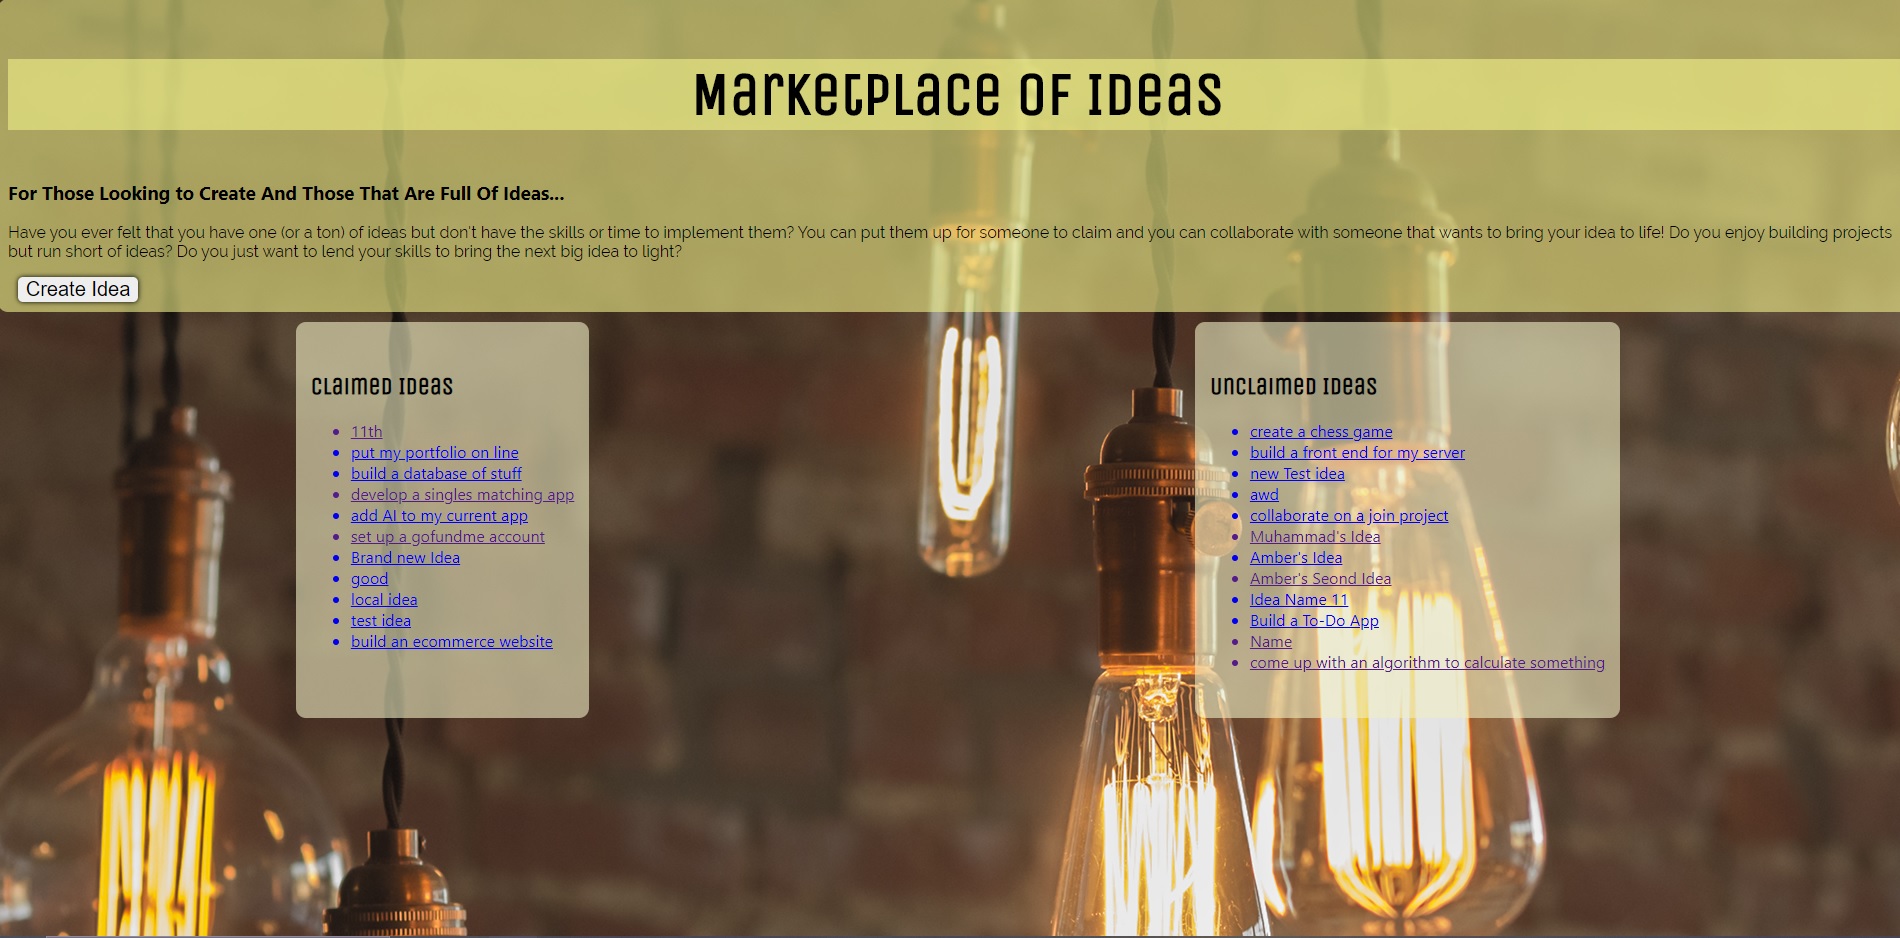 Marketplace Of Ideas
For Those Looking to Create And Those That Are Full Of Ideas...
Have you ever felt that you have one (or a ton) of ideas but don't have the skills or time to implement them? You can put them up for someone to claim and you can collaborate with someone that wants to bring your idea to life! Do you enjoy building projects
but run short of ideas? Do you just want to lend your skills to bring the next big idea to light?
Create Idea
Claimed Ideas
11th
put my portfolio on line
build a database of stuff
develop a singles matching app
add AI to my current app
set up a gofundme account
Brand new Idea
good
local idea
test idea
build an ecommerce website
Unclaimed Ideas
create a chess game
build a front end for my server
new Test idea
awd
collaborate on a join project
Muhammad's Idea
Amber's Idea
Amber's Seond Idea
Idea Name 11
Build a To-Do App
Name
come up with an algorithm to calculate something